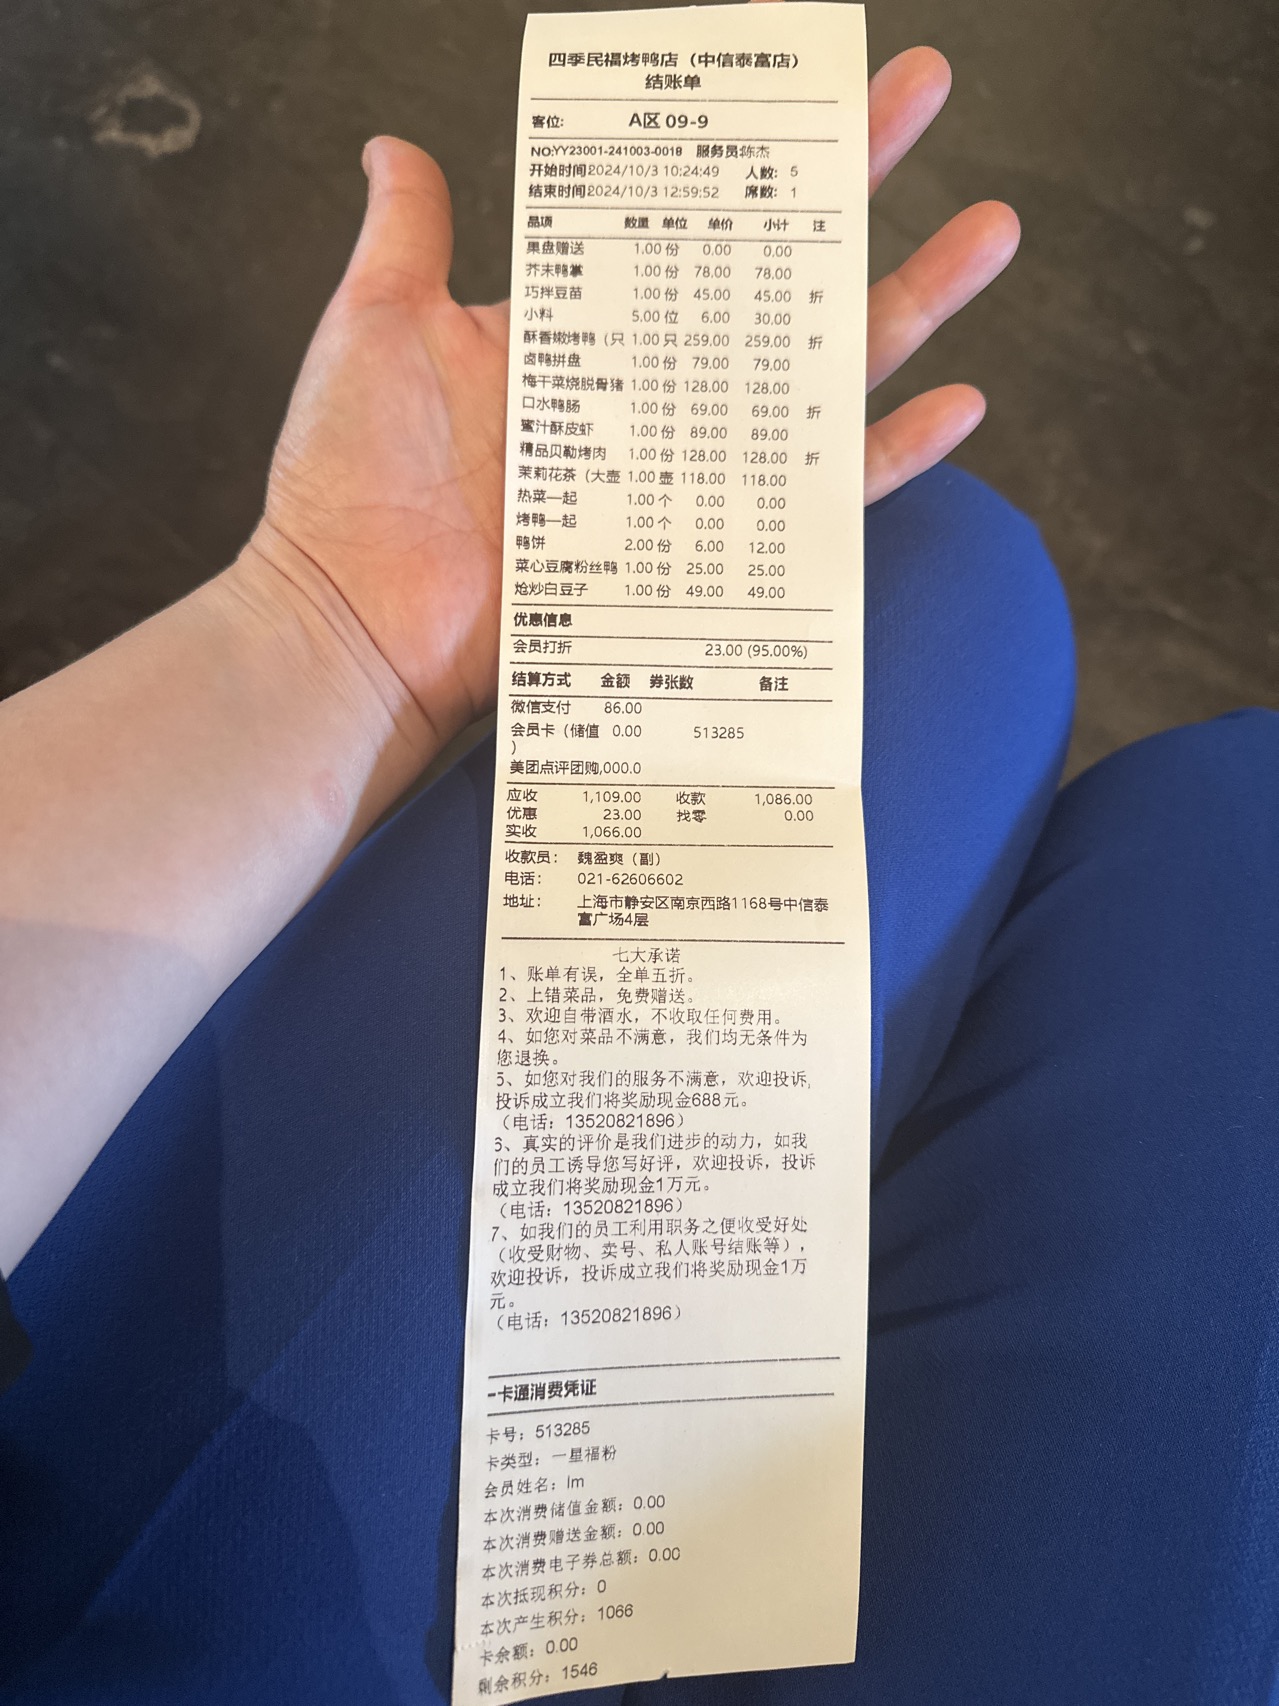 四季民福烤鸭店（中信泰富店）
结账单
客位: A区 09-9
NO:YY23001-241003-0018 服务员:陈杰
开始时间2024/10/3 10:24:49 人数: 5
结束时间2024/10/3 12:59:52 席数: 1
品项 数量 单位 单价 小计 注
果盘赠送 1.00 份 0.00 0.00
芥末鸭掌 1.00 份 78.00 78.00
巧拌豆苗 1.00 份 45.00 45.00 折
小料 5.00 位 6.00 30.00
酥香嫩烤鸭（只 1.00 只 259.00 259.00 折
卤鸭拼盘 1.00 份 79.00 79.00
梅干菜烧脱骨猪 1.00 份 128.00 128.00
口水鸭肠 1.00 份 69.00 69.00 折
蜜汁酥皮虾 1.00 份 89.00 89.00
精品贝勒烤肉 1.00 份 128.00 128.00 折
茉莉花茶（大壶 1.00 壶 118.00 118.00
热菜一起 1.00 个 0.00 0.00
烤鸭一起 1.00 个 0.00 0.00
鸭饼 2.00 份 6.00 12.00
菜心豆腐粉丝鸭 1.00 份 25.00 25.00
炝炒白豆子 1.00 份 49.00 49.00
优惠信息
会员打折 23.00 (95.00%)
结算方式 金额 券张数 备注
微信支付 86.00
会员卡（储值 0.00 513285
）
美团点评团购,000.0
应收 1,109.00 收款 1,086.00
优惠 23.00 找零 0.00
实收 1,066.00
收款员: 魏盈爽（副）
电话: 021-62606602
地址: 上海市静安区南京西路1168号中信泰
富广场4层
七大承诺
1、账单有误，全单五折。
2、上错菜品，免费赠送。
3、欢迎自带酒水，不收取任何费用。
4、如您对菜品不满意，我们均无条件为
您退换。
5、如您对我们的服务不满意，欢迎投诉,
投诉成立我们将奖励现金688元。
（电话：13520821896）
6、真实的评价是我们进步的动力，如我
们的员工诱导您写好评，欢迎投诉，投诉
成立我们将奖励现金1万元。
（电话：13520821896）
7、如我们的员工利用职务之便收受好处
（收受财物、卖号、私人账号结账等），
欢迎投诉，投诉成立我们将奖励现金1万
元。
（电话：13520821896）
一卡通消费凭证
卡号：513285
卡类型：一星福粉
会员姓名：lm
本次消费储值金额：0.00
本次消费赠送金额：0.00
本次消费电子券总额：0.00
本次抵现积分：0
本次产生积分：1066
卡余额：0.00
剩余积分：1546